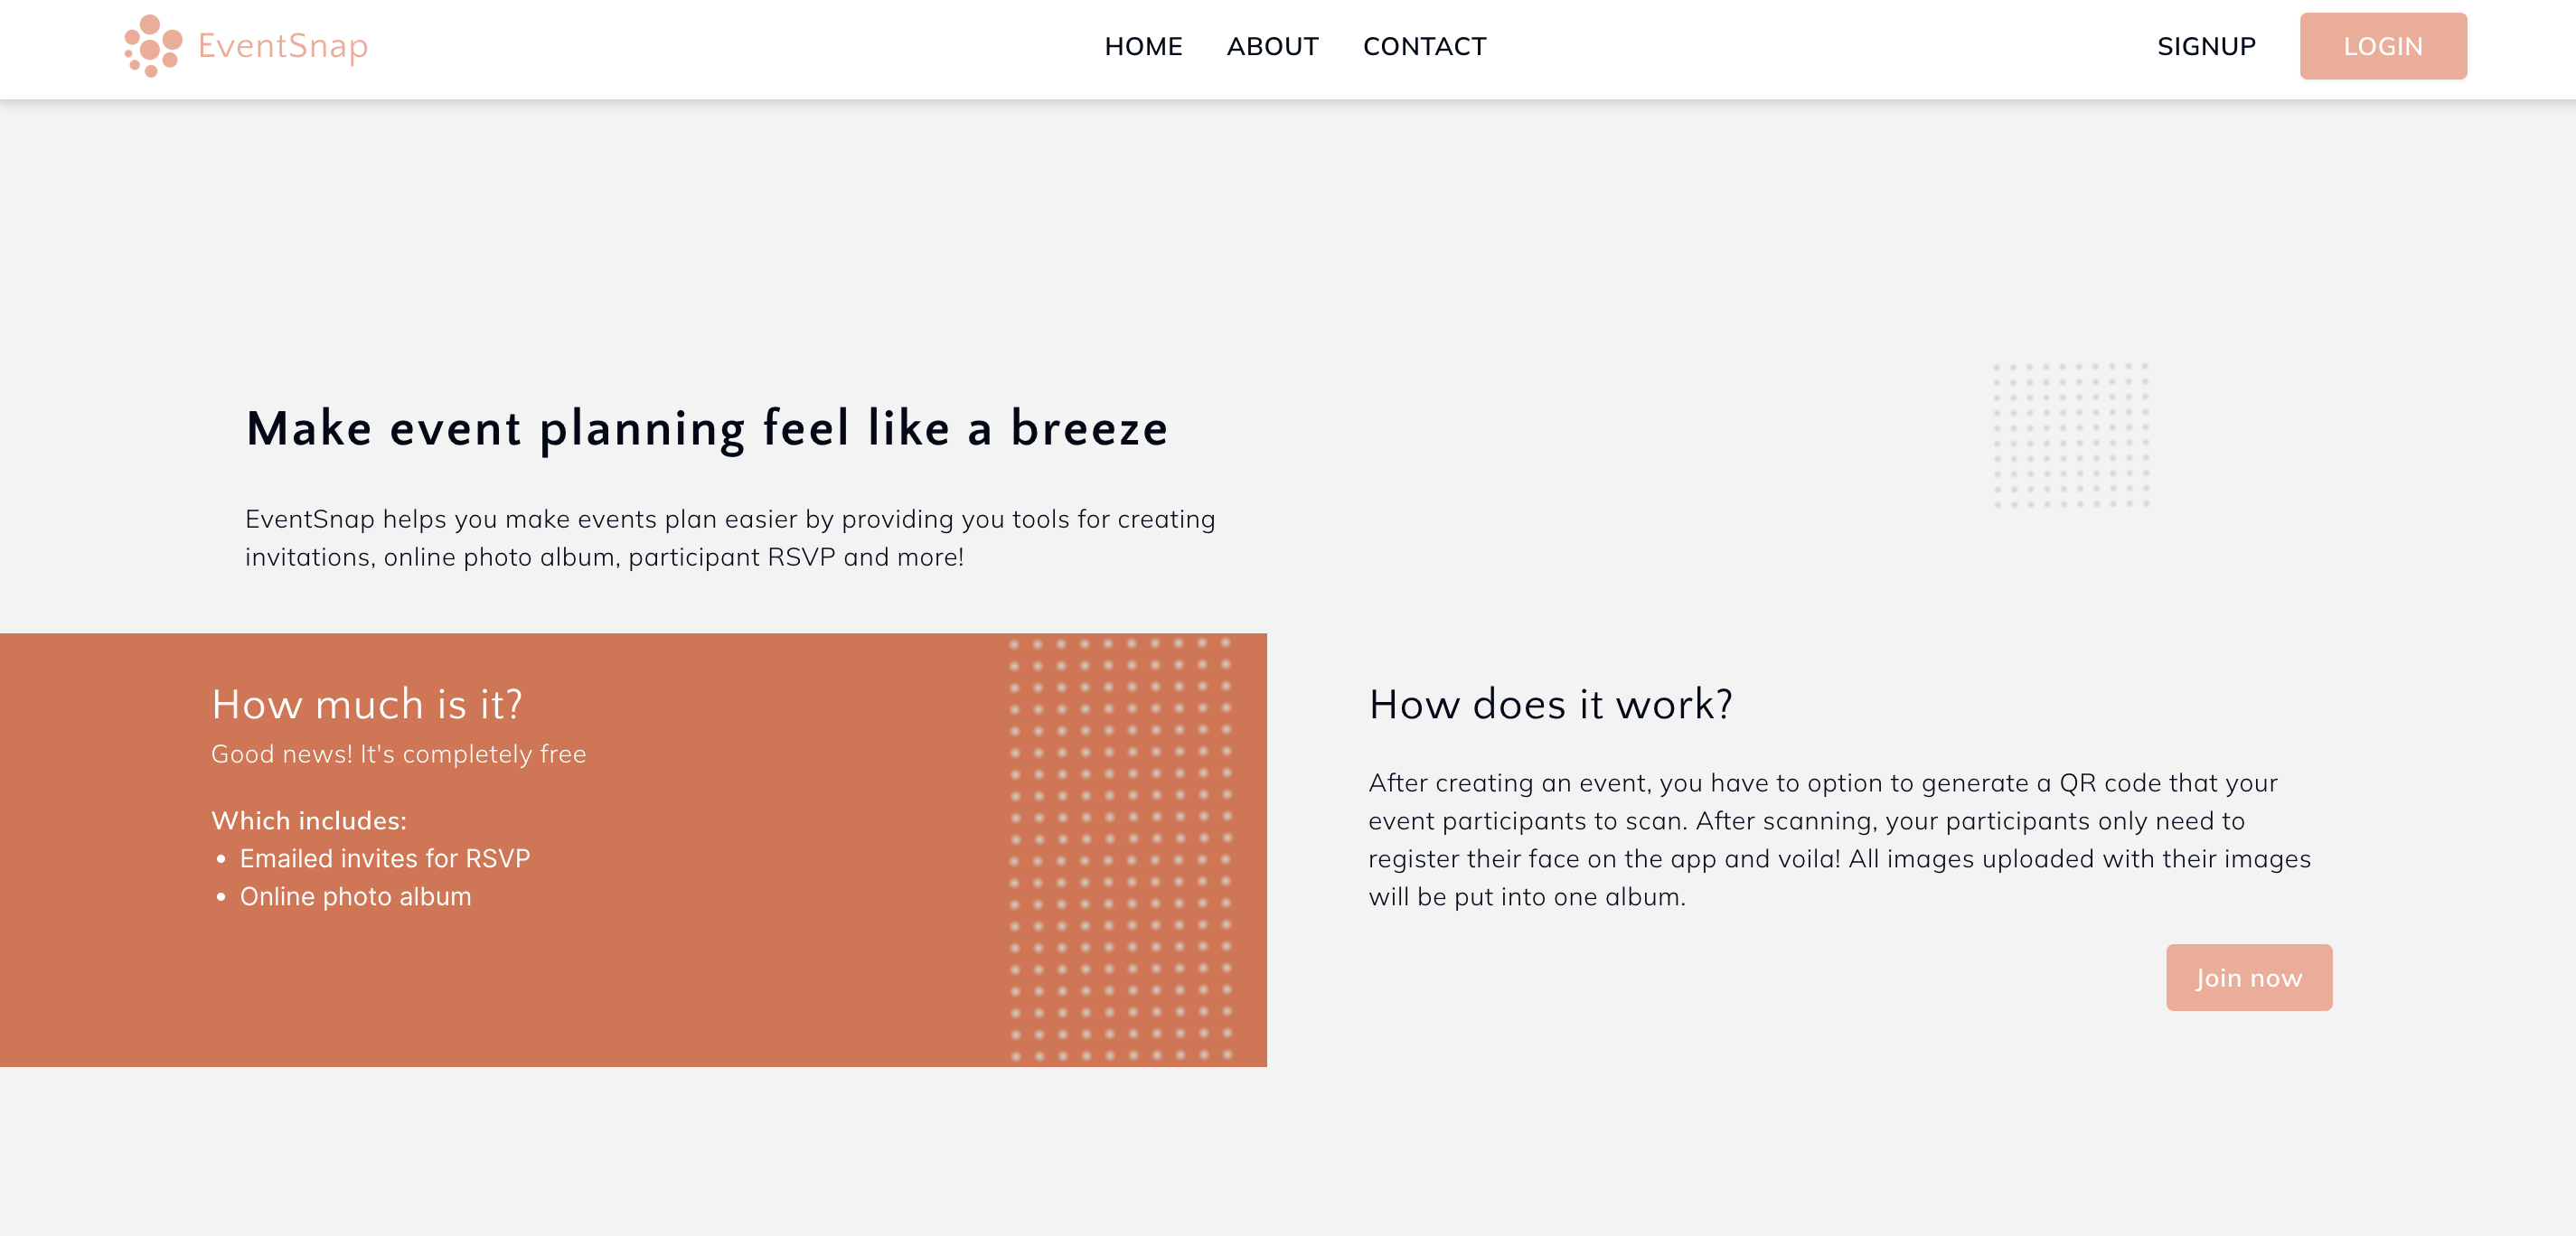 EventSnap
HOME ABOUT CONTACT
SIGNUP LOGIN
Make event planning feel like a breeze
EventSnap helps you make events plan easier by providing you tools for creating
invitations, online photo album, participant RSVP and more!
How much is it?
Good news! It's completely free
Which includes:
• Emailed invites for RSVP
• Online photo album
How does it work?
After creating an event, you have to option to generate a QR code that your
event participants to scan. After scanning, your participants only need to
register their face on the app and voila! All images uploaded with their images
will be put into one album.
Join now